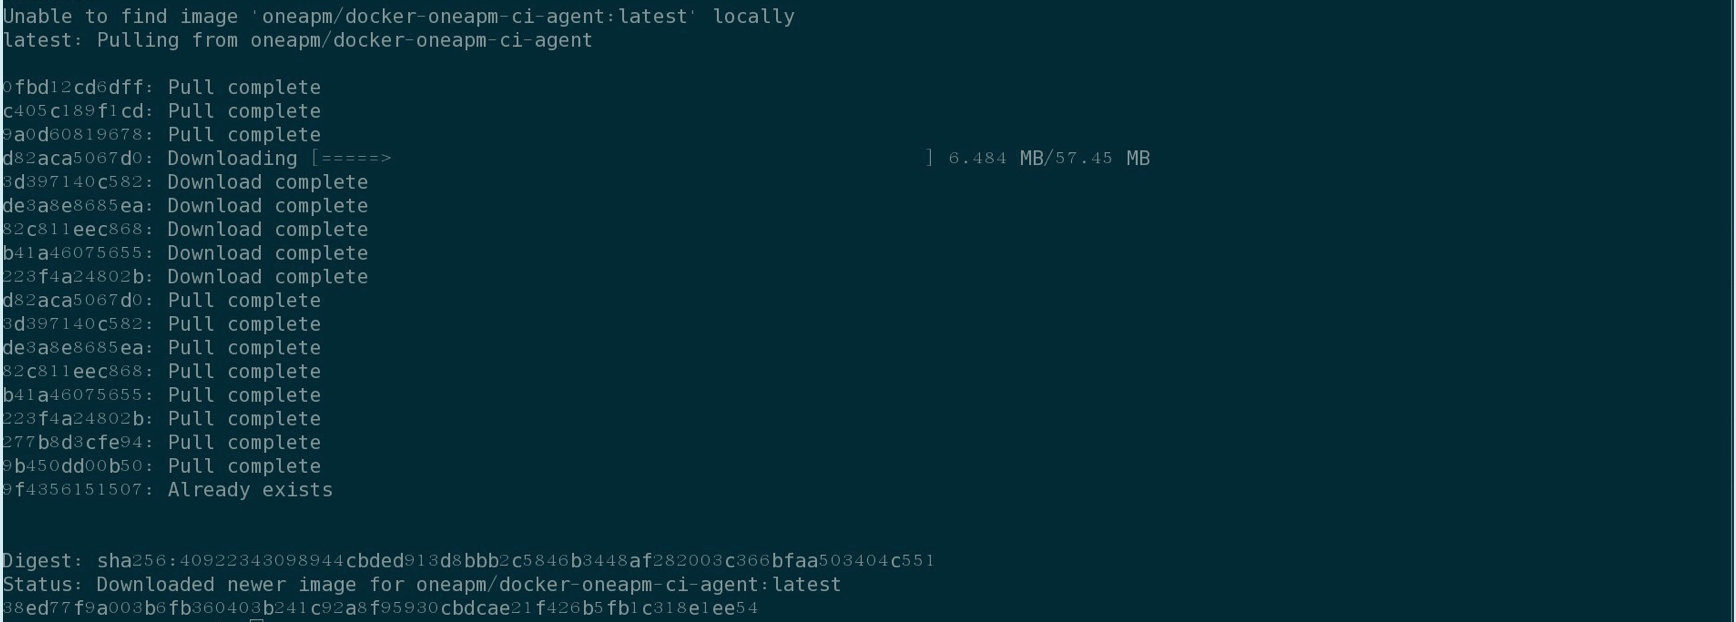 Unable to find image 'oneapm/docker-oneapm-ci-agent:latest' locally
latest: Pulling from oneapm/docker-oneapm-ci-agent
0fbd12cd6dff: Pull complete
c405c189f1cd: Pull complete
9a0d60819678: Pull complete
d82aca5067d0: Downloading [=====>                                             ] 6.484 MB/57.45 MB
3d397140c582: Download complete
de3a8e8685ea: Download complete
82c811eec868: Download complete
b41a46075655: Download complete
223f4a24802b: Download complete
d82aca5067d0: Pull complete
3d397140c582: Pull complete
de3a8e8685ea: Pull complete
82c811eec868: Pull complete
b41a46075655: Pull complete
223f4a24802b: Pull complete
277b8d3cfe94: Pull complete
9b450dd00b50: Pull complete
9f4356151507: Already exists
Digest: sha256:40922343098944cbded913d8bbb2c5846b3448af282003c366bfaa503404c551
Status: Downloaded newer image for oneapm/docker-oneapm-ci-agent:latest
38ed77f9a003b6fb360403b241c92a8f95930cbdcae21f426b5fb1c318e1ee54